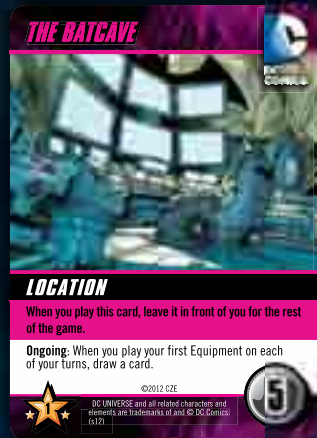 THE BATCAVE
COMICS
LOCATION
When you play this card, leave it in front of you for the rest
of the game.
Ongoing: When you play your first Equipment on each
of your turns, draw a card.
©2012 CZE
1
DC UNIVERSE and all related characters and
elements are trademarks of and © DC Comics.
(s12)
5